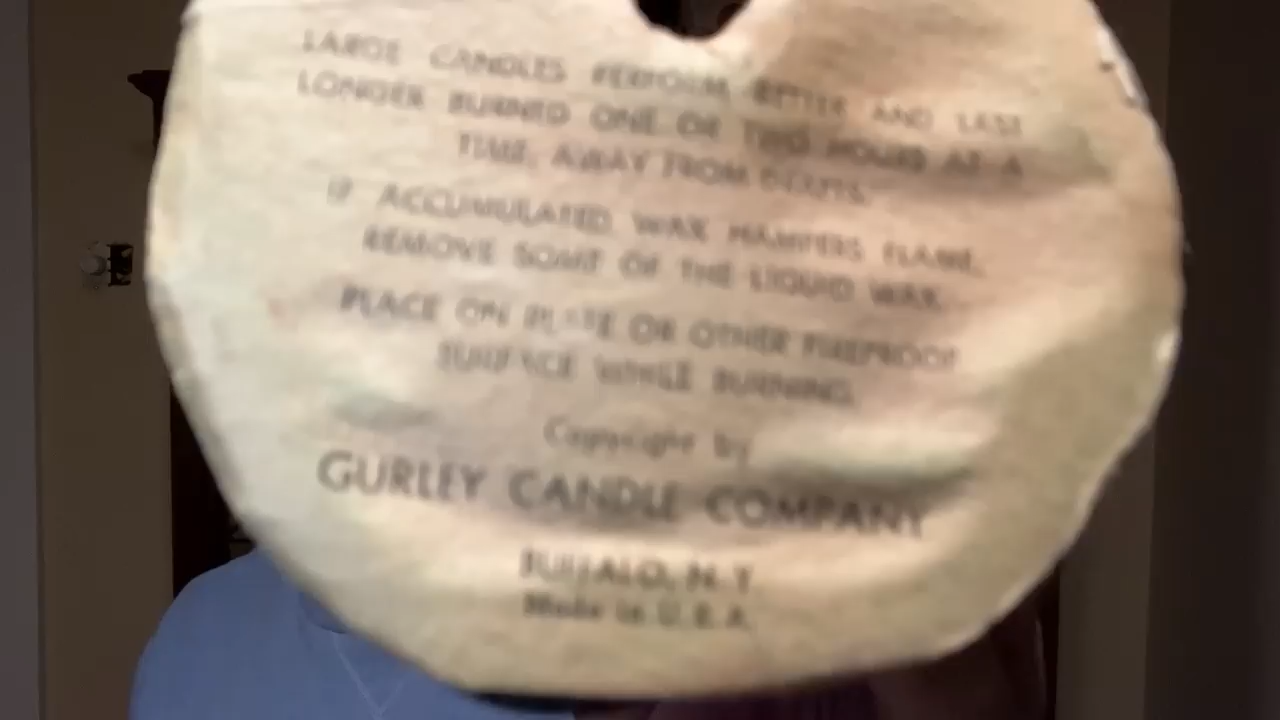 LARGE CANDLES PERFORM BETTER AND LAST
LONGER BURNED ONE OR TWO HOURS AT A
TIME, AWAY FROM DRAFTS.
IF ACCUMULATED WAX HAMPERS FLAME,
REMOVE SOME OF THE LIQUID WAX.
PLACE ON PLATE OR OTHER FIREPROOF
SURFACE WHILE BURNING.
Copyright by
GURLEY CANDLE COMPANY
BUFFALO, N. Y.
Made in U. S. A.